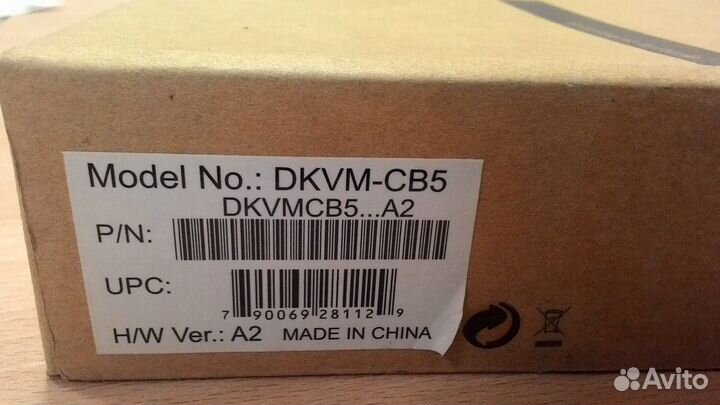 Model No.: DKVM-CB5
DKVMCB5...A2
P/N:
UPC:
7 90069 28112 9
H/W Ver.: A2 MADE IN CHINA
Avito